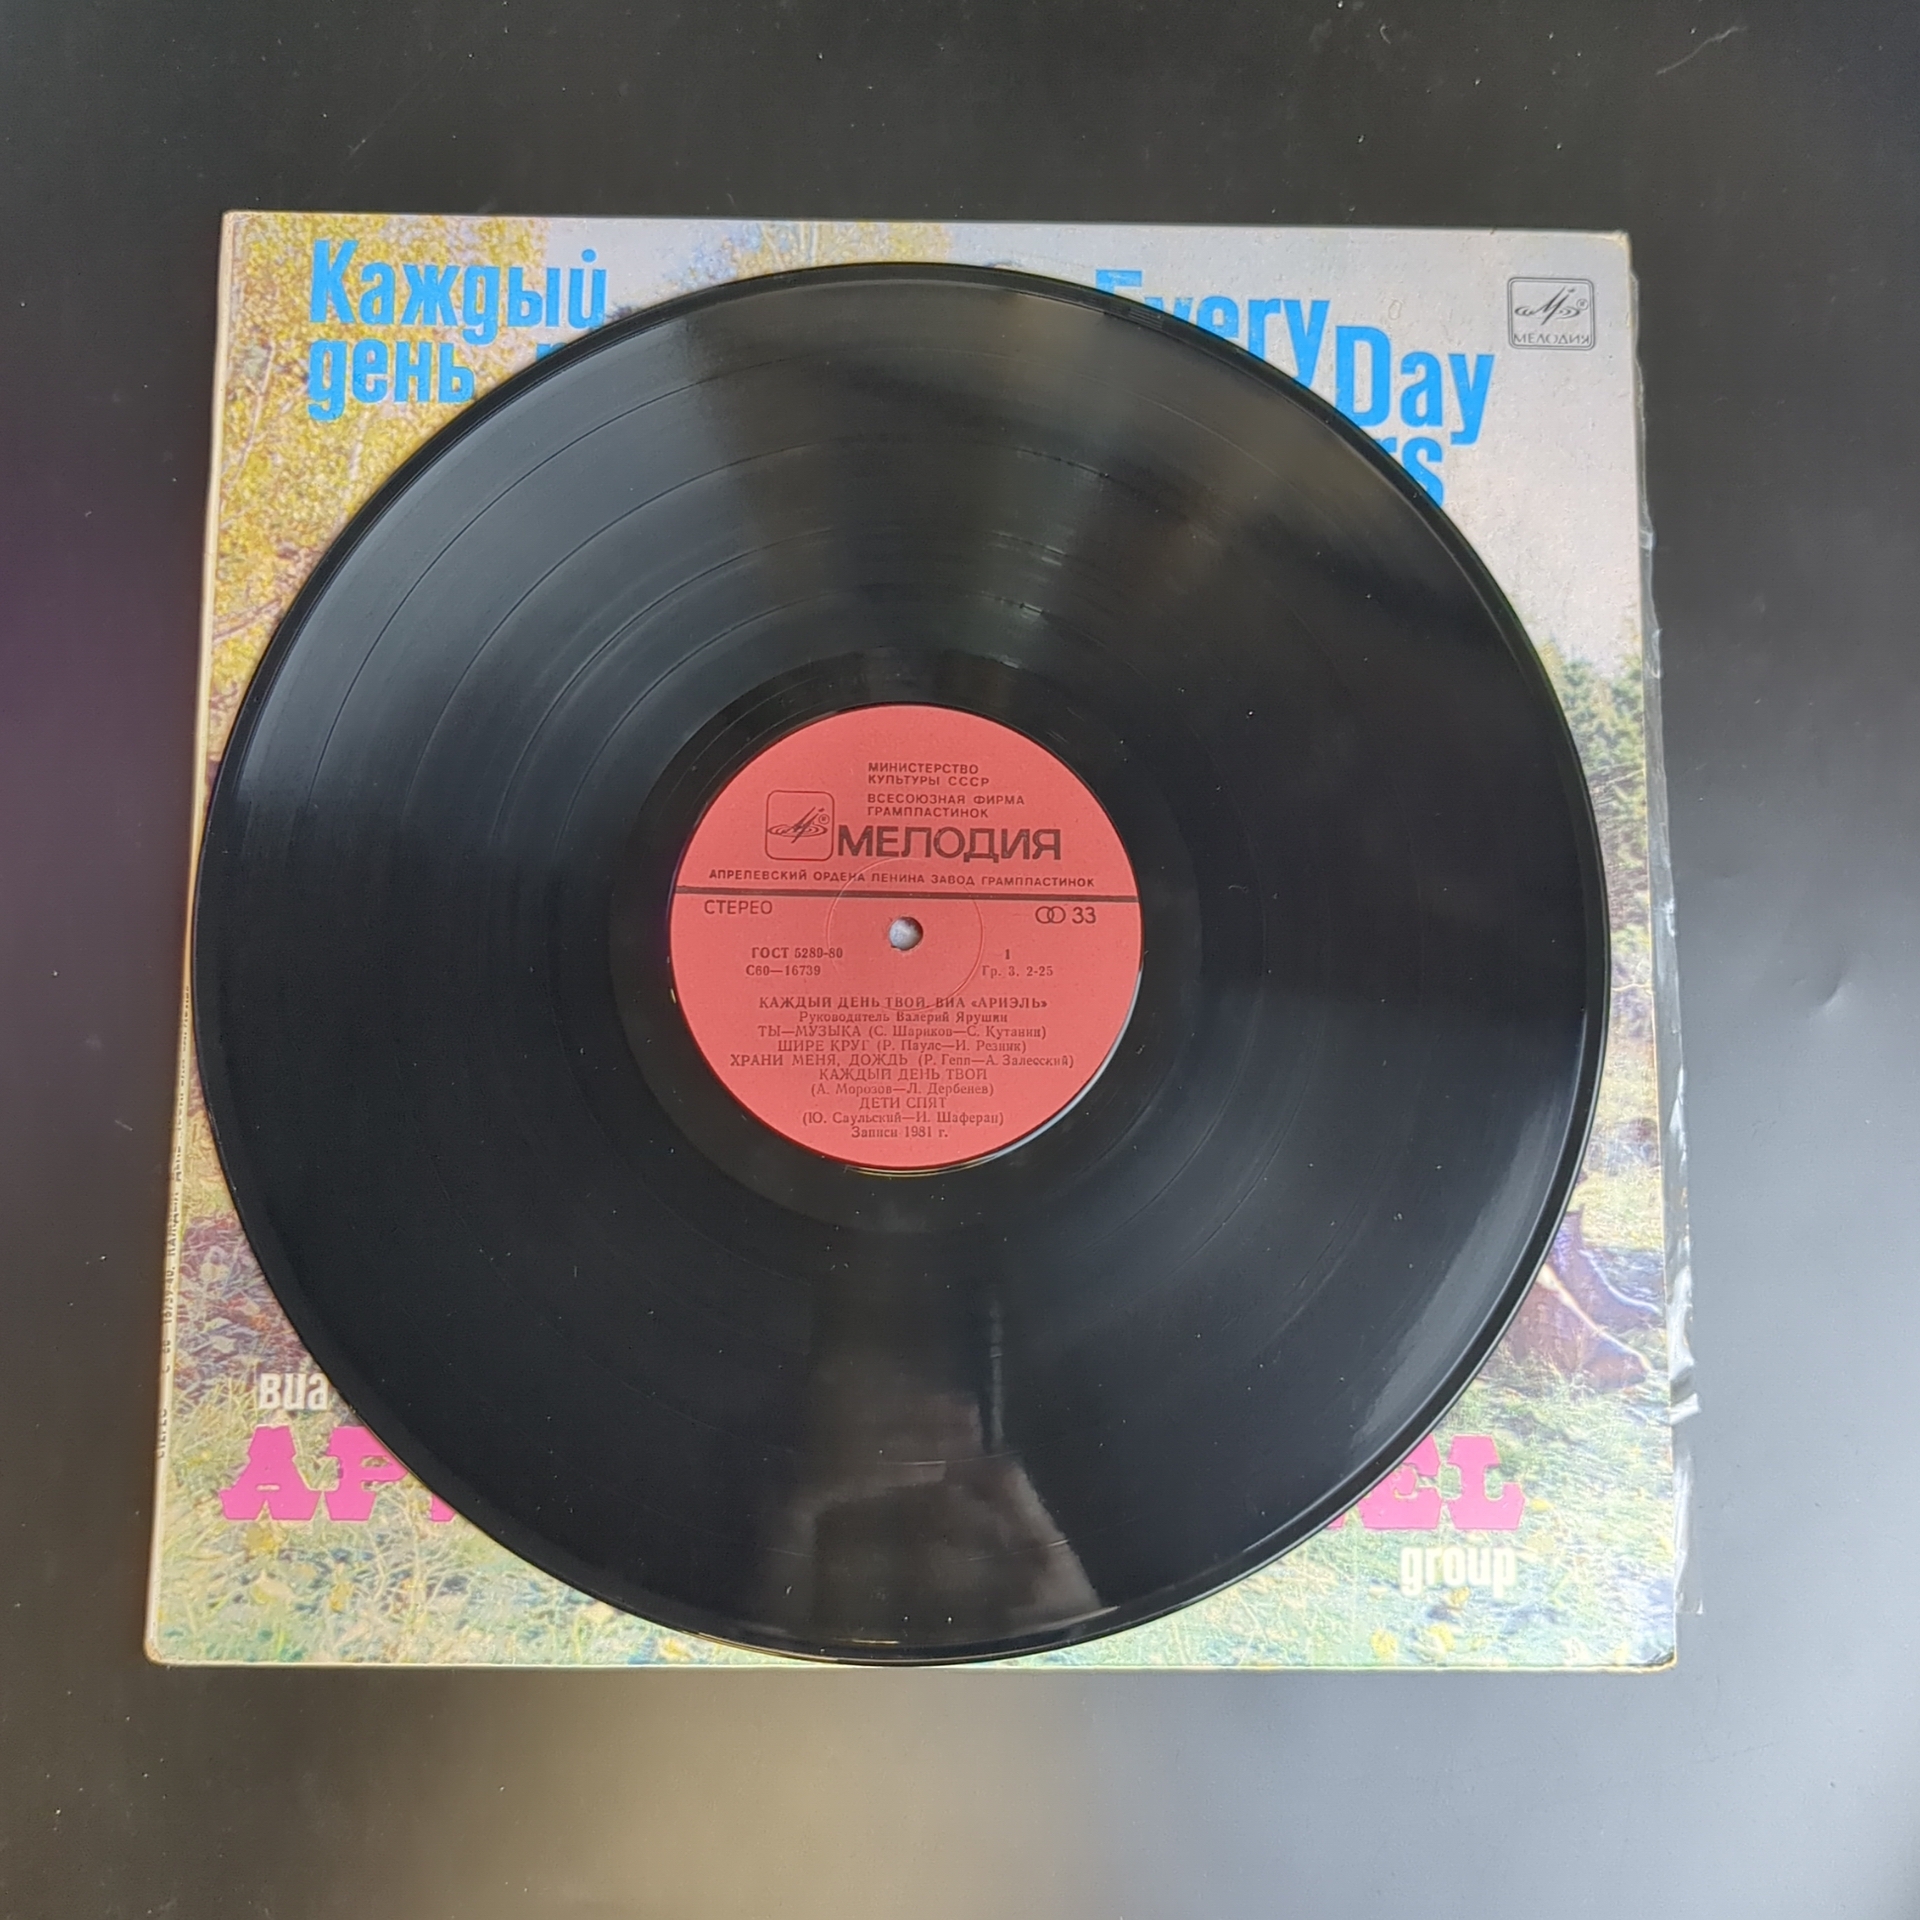 Каждый
день
Every
Day
МЕЛОДИЯ
МИНИСТЕРСТВО
КУЛЬТУРЫ СССР
ВСЕСОЮЗНАЯ ФИРМА
ГРАМПЛАСТИНОК
МЕЛОДИЯ
АПРЕЛЕВСКИЙ ОРДЕНА ЛЕНИНА ЗАВОД ГРАМПЛАСТИНОК
СТЕРЕО 33
ГОСТ 5289-80 1
С60—16739 Гр. 3. 2-25
КАЖДЫЙ ДЕНЬ ТВОЙ. ВИА «АРИЭЛЬ»
Руководитель Валерий Ярушин
ТЫ—МУЗЫКА (С. Шариков—С. Кутанин)
ШИРЕ КРУГ (Р. Паулс—И. Резник)
ХРАНИ МЕНЯ, ДОЖДЬ (Р. Гепп—А. Залесский)
КАЖДЫЙ ДЕНЬ ТВОЙ
(А. Морозов—Л. Дербенев)
ДЕТИ СПЯТ
(Ю. Саульский—И. Шаферан)
Записи 1981 г.
ВИА
group